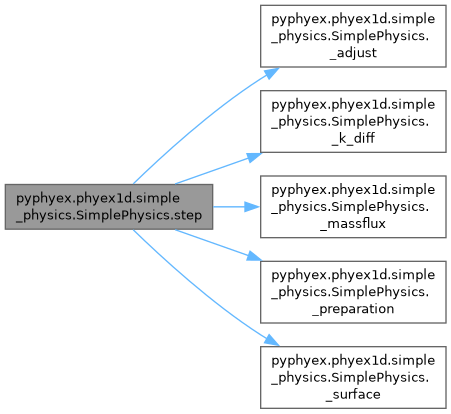 pyphyex.phyex1d.simple
_physics.SimplePhysics.step
pyphyex.phyex1d.simple
_physics.SimplePhysics.
_adjust
pyphyex.phyex1d.simple
_physics.SimplePhysics.
_k_diff
pyphyex.phyex1d.simple
_physics.SimplePhysics.
_massflux
pyphyex.phyex1d.simple
_physics.SimplePhysics.
_preparation
pyphyex.phyex1d.simple
_physics.SimplePhysics.
_surface